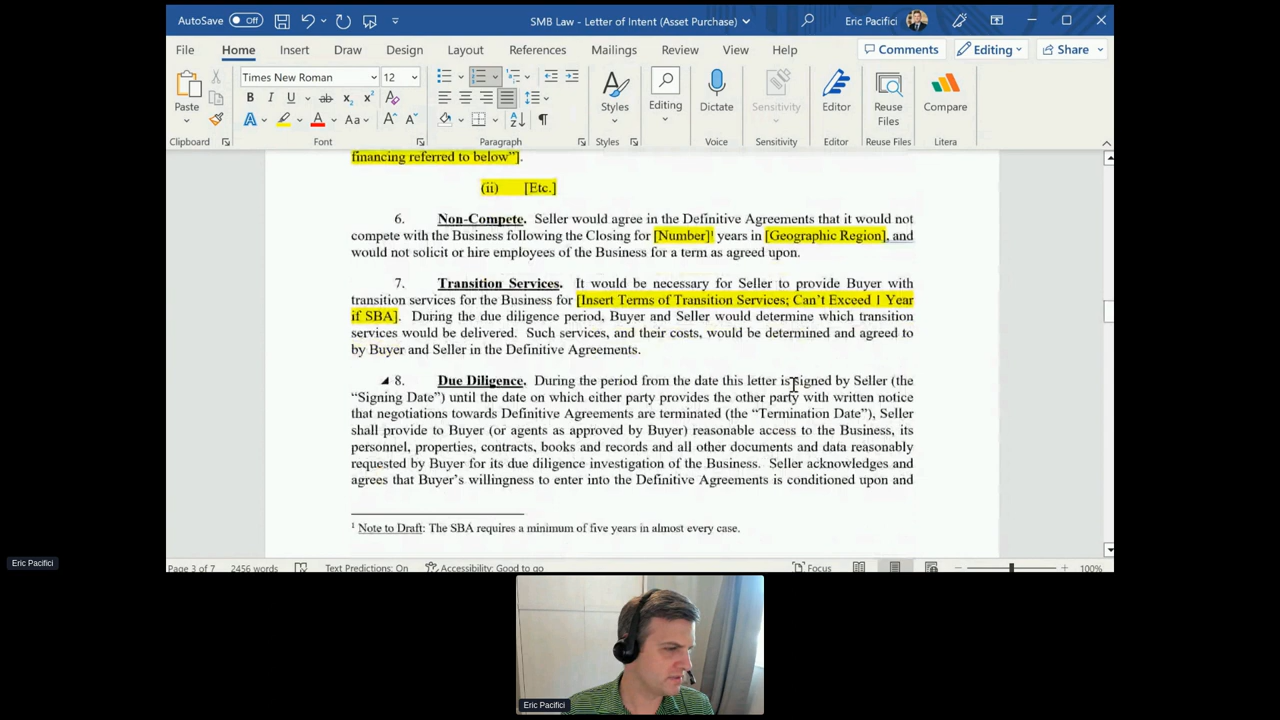 AutoSave Off SMB Law - Letter of Intent (Asset Purchase) Eric Pacifici
File Home Insert Draw Design Layout References Mailings Review View Help Comments Editing Share
Times New Roman 12
B I U ab x₂ x² A
A A Aa A A
Paste Styles Editing Dictate Sensitivity Editor Reuse Files Compare
Clipboard Font Paragraph Styles Voice Sensitivity Editor Reuse Files Litera
financing referred to below"].
(ii) [Etc.]
6. Non-Compete. Seller would agree in the Definitive Agreements that it would not
compete with the Business following the Closing for [Number]¹ years in [Geographic Region], and
would not solicit or hire employees of the Business for a term as agreed upon.
7. Transition Services. It would be necessary for Seller to provide Buyer with
transition services for the Business for [Insert Terms of Transition Services; Can't Exceed 1 Year
if SBA]. During the due diligence period, Buyer and Seller would determine which transition
services would be delivered. Such services, and their costs, would be determined and agreed to
by Buyer and Seller in the Definitive Agreements.
8. Due Diligence. During the period from the date this letter is signed by Seller (the
“Signing Date”) until the date on which either party provides the other party with written notice
that negotiations towards Definitive Agreements are terminated (the “Termination Date”), Seller
shall provide to Buyer (or agents as approved by Buyer) reasonable access to the Business, its
personnel, properties, contracts, books and records and all other documents and data reasonably
requested by Buyer for its due diligence investigation of the Business. Seller acknowledges and
agrees that Buyer’s willingness to enter into the Definitive Agreements is conditioned upon and
¹ Note to Draft: The SBA requires a minimum of five years in almost every case.
Eric Pacifici
Page 3 of 7 2456 words Text Predictions: On Accessibility: Good to go Focus 100%
Eric Pacifici